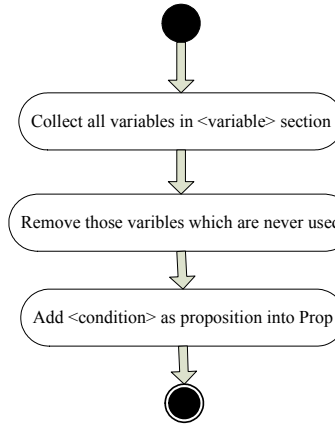 Collect all variables in <variable> section
Remove those varibles which are never used
Add <condition> as proposition into Prop